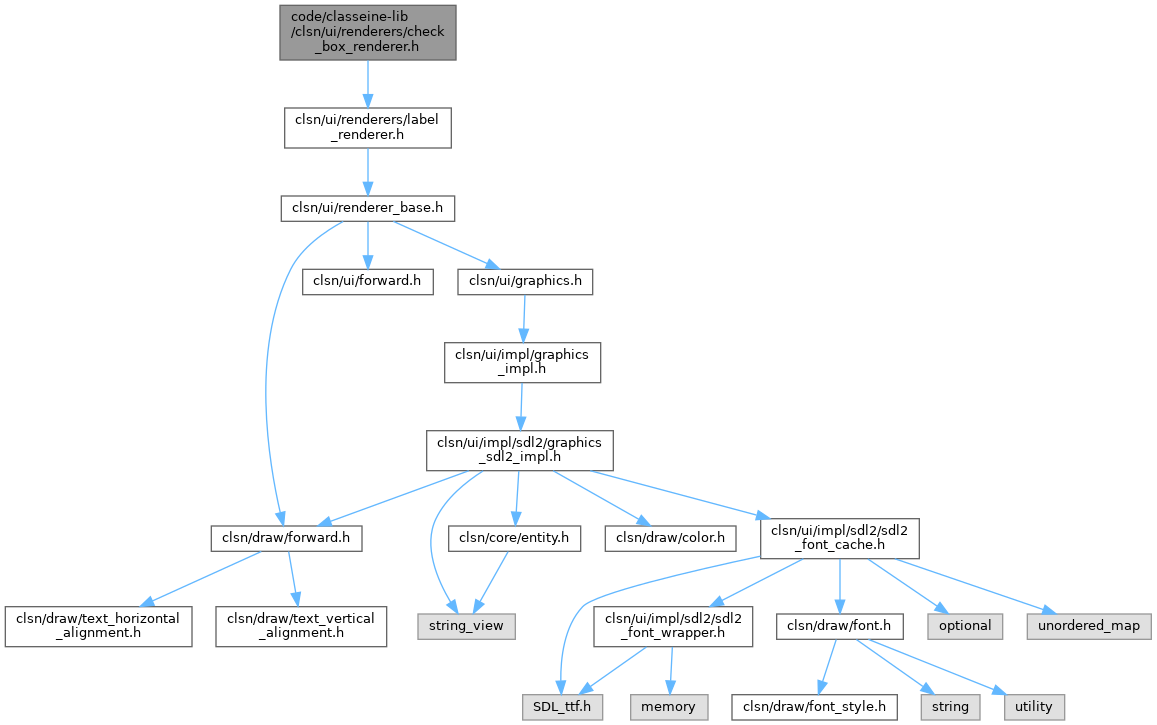 code/classeine-lib
/clsn/ui/renderers/check
_box_renderer.h
clsn/ui/renderers/label
_renderer.h
clsn/ui/renderer_base.h
clsn/ui/forward.h
clsn/ui/graphics.h
clsn/ui/impl/graphics
_impl.h
clsn/ui/impl/sdl2/graphics
_sdl2_impl.h
clsn/draw/forward.h
clsn/core/entity.h
clsn/draw/color.h
clsn/ui/impl/sdl2/sdl2
_font_cache.h
clsn/draw/text_horizontal
_alignment.h
clsn/draw/text_vertical
_alignment.h
string_view
clsn/ui/impl/sdl2/sdl2
_font_wrapper.h
clsn/draw/font.h
optional
unordered_map
SDL_ttf.h
memory
clsn/draw/font_style.h
string
utility